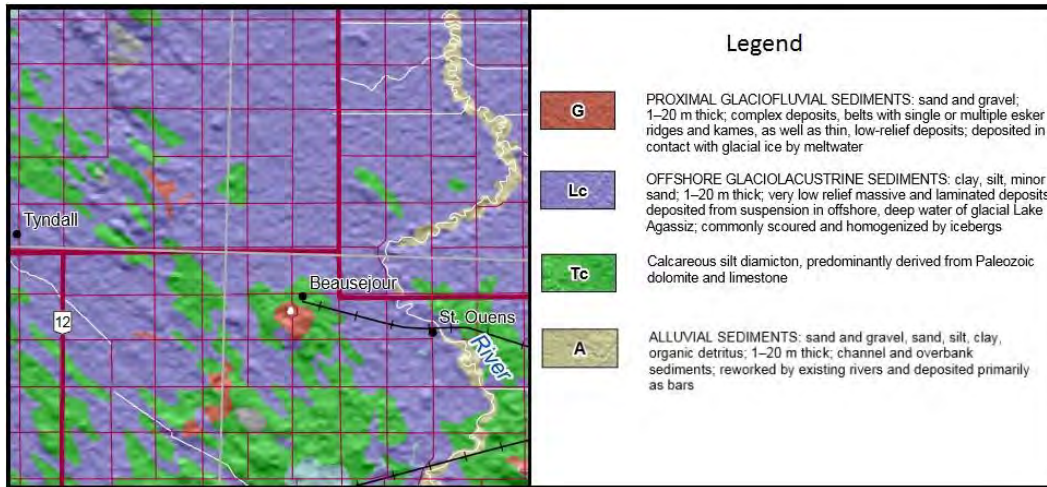 Tyndall
Beausejour
12
St. Ouens
River
Legend
G
PROXIMAL GLACIOFLUVIAL SEDIMENTS: sand and gravel;
1–20 m thick; complex deposits, belts with single or multiple esker
ridges and kames, as well as thin, low-relief deposits; deposited in
contact with glacial ice by meltwater
Lc
OFFSHORE GLACIOLACUSTRINE SEDIMENTS: clay, silt, minor
sand; 1–20 m thick; very low relief massive and laminated deposits
deposited from suspension in offshore, deep water of glacial Lake
Agassiz; commonly scoured and homogenized by icebergs
Tc
Calcareous silt diamicton, predominantly derived from Paleozoic
dolomite and limestone
A
ALLUVIAL SEDIMENTS: sand and gravel, sand, silt, clay,
organic detritus; 1–20 m thick; channel and overbank
sediments; reworked by existing rivers and deposited primarily
as bars